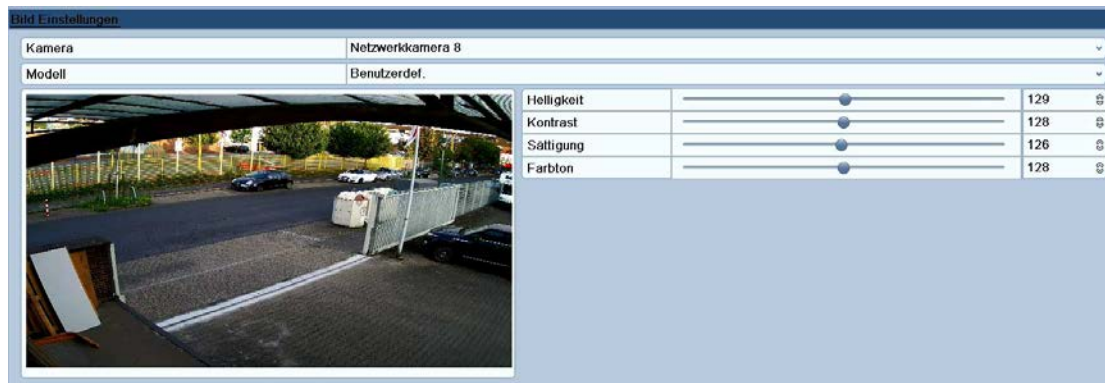 Bild Einstellungen
Kamera Netzwerkkamera 8
Modell Benutzerdef.
Helligkeit 129
Kontrast 128
Sättigung 126
Farbton 128